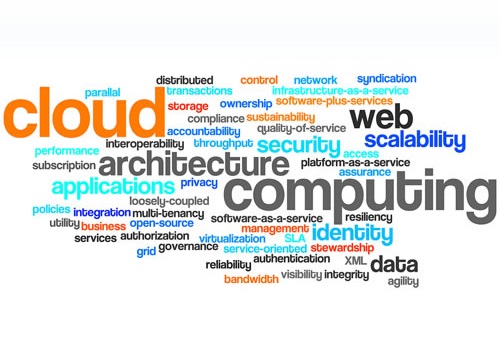 distributed control network syndication
parallel transactions infrastructure-as-a-service
cloud storage ownership software-plus-services
compliance sustainability web
accountability quality-of-service scalability
performance interoperability throughput security access
subscription architecture platform-as-a-service
assurance
applications privacy computing
loosely-coupled
policies integration multi-tenancy software-as-a-service resiliency
utility business open-source management identity
services authorization virtualization SLA
grid governance service-oriented stewardship
reliability authentication XML data
bandwidth visibility integrity agility